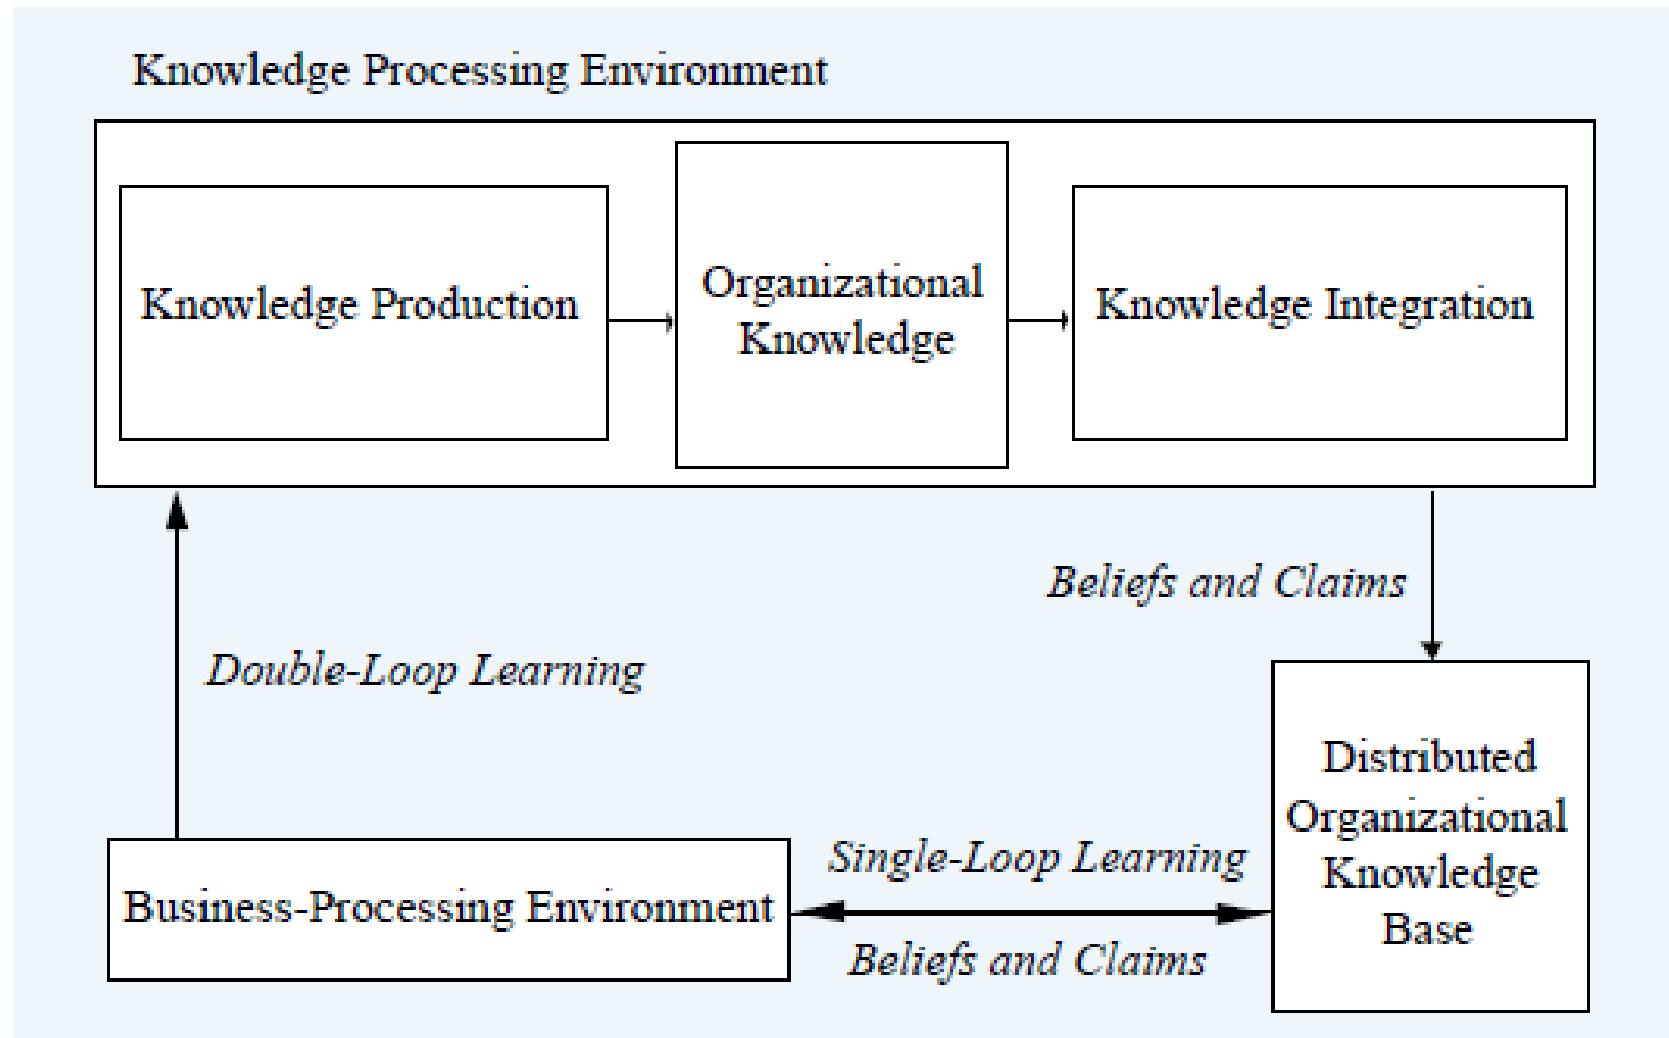 Knowledge Processing Environment
Knowledge Production
Organizational
Knowledge
Knowledge Integration
Beliefs and Claims
Double-Loop Learning
Distributed
Organizational
Knowledge
Base
Single-Loop Learning
Business-Processing Environment
Beliefs and Claims